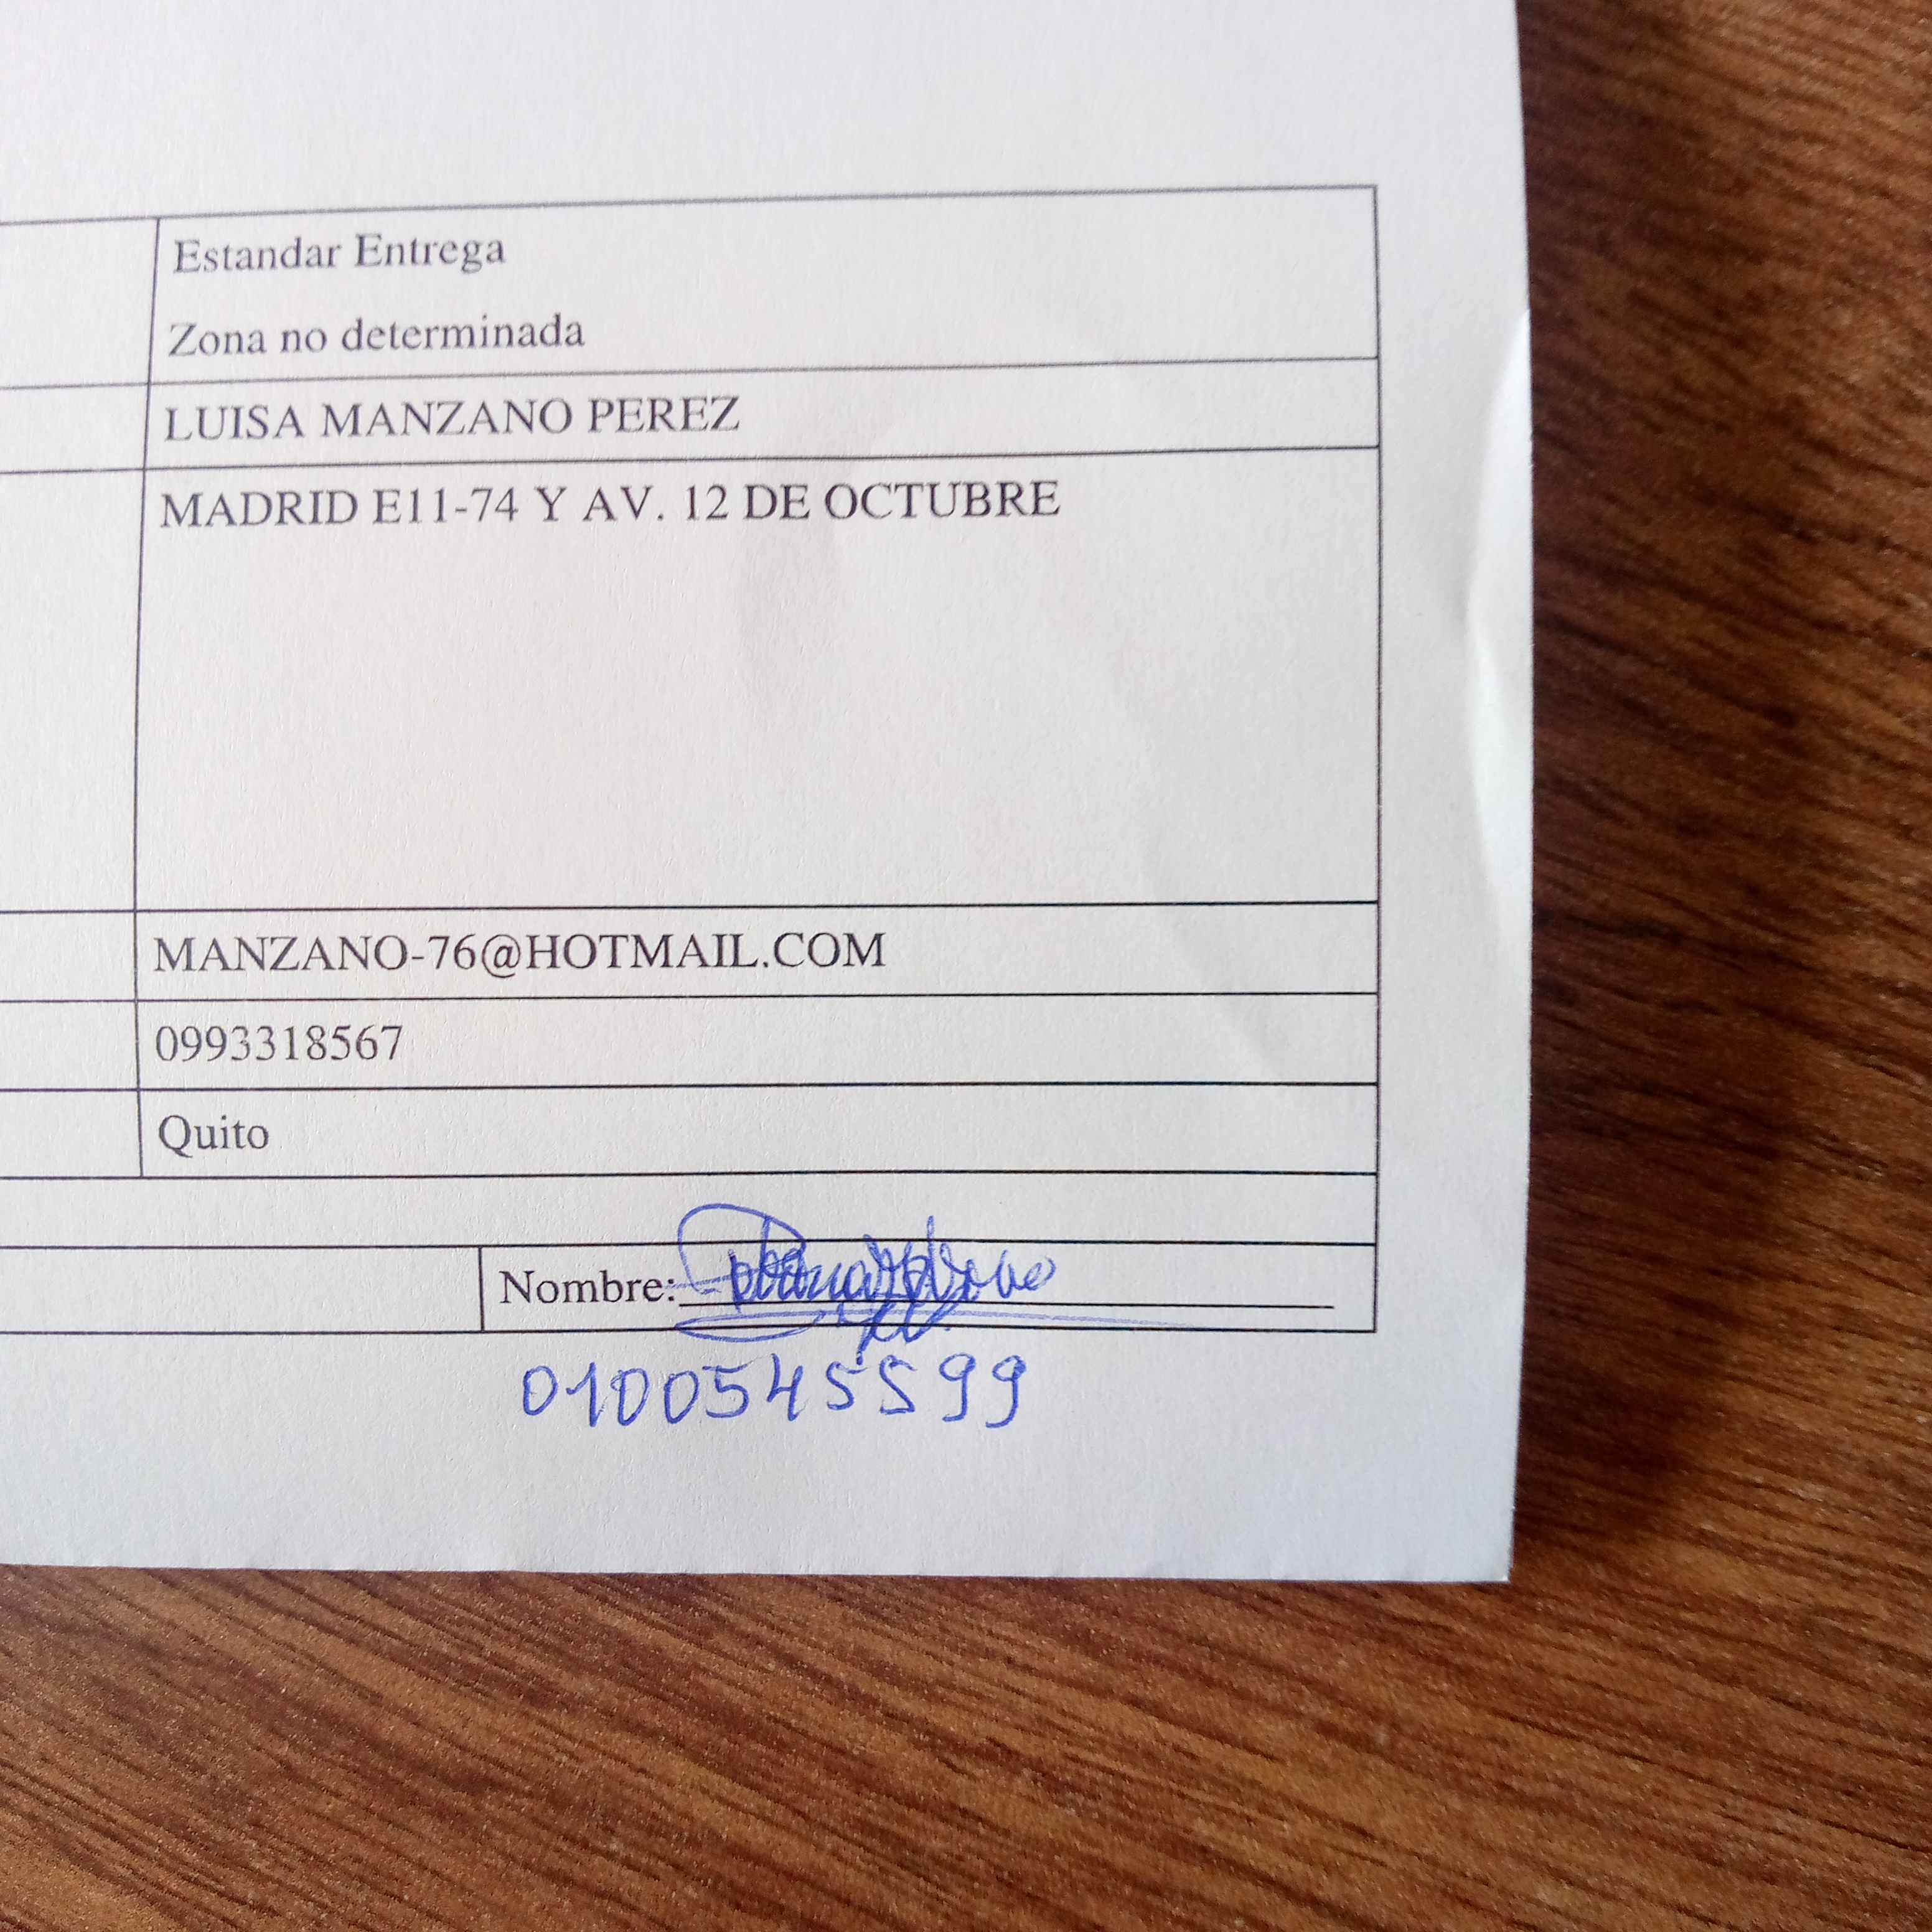 Estandar Entrega
Zona no determinada
LUISA MANZANO PEREZ
MADRID E11-74 Y AV. 12 DE OCTUBRE
MANZANO-76@HOTMAIL.COM
0993318567
Quito
Nombre:
0100545599